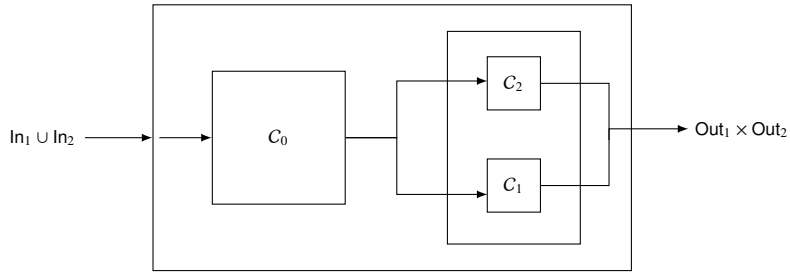 In₁ ∪ In₂
C₀
C₂
C₁
Out₁ × Out₂